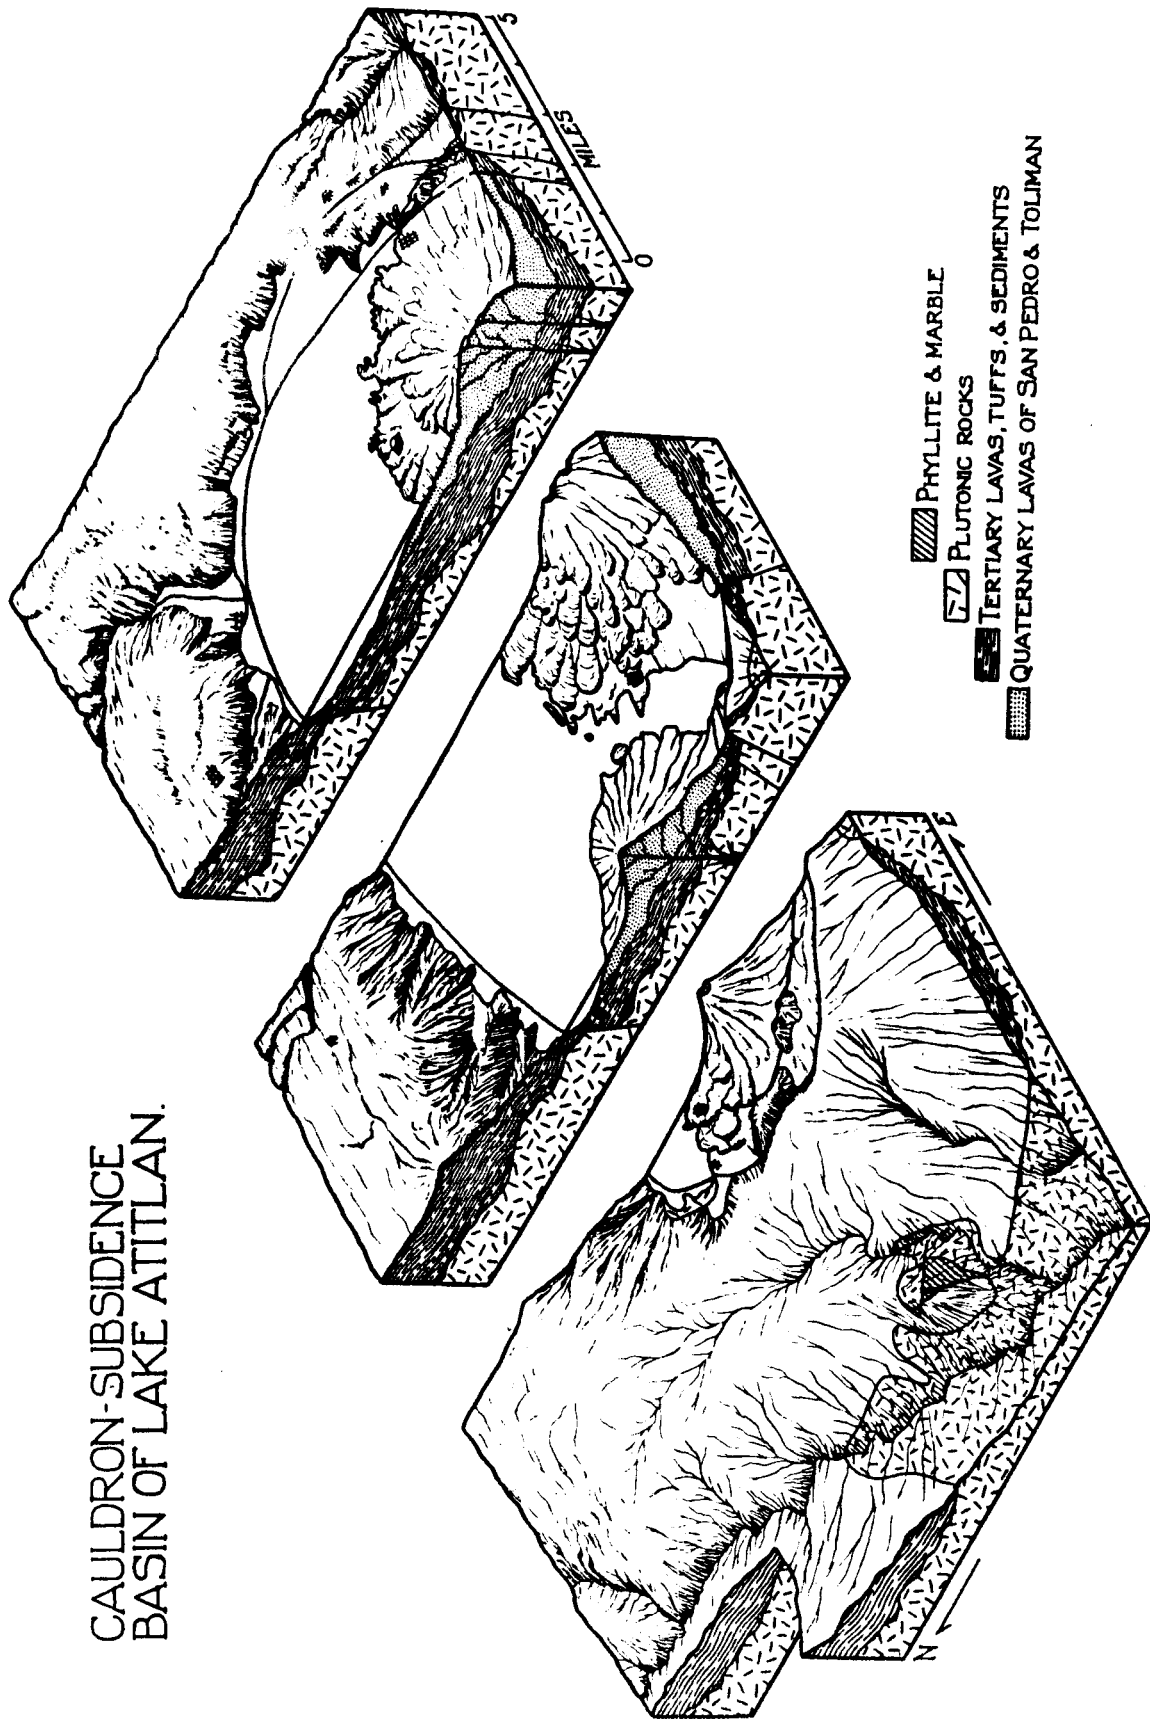 CAULDRON-SUBSIDENCE
BASIN OF LAKE ATITLAN.
5
MILES
0
PHYLLITE & MARBLE
PLUTONIC ROCKS
TERTIARY LAVAS, TUFFS, & SEDIMENTS
QUATERNARY LAVAS OF SAN PEDRO & TOLIMAN
N
E